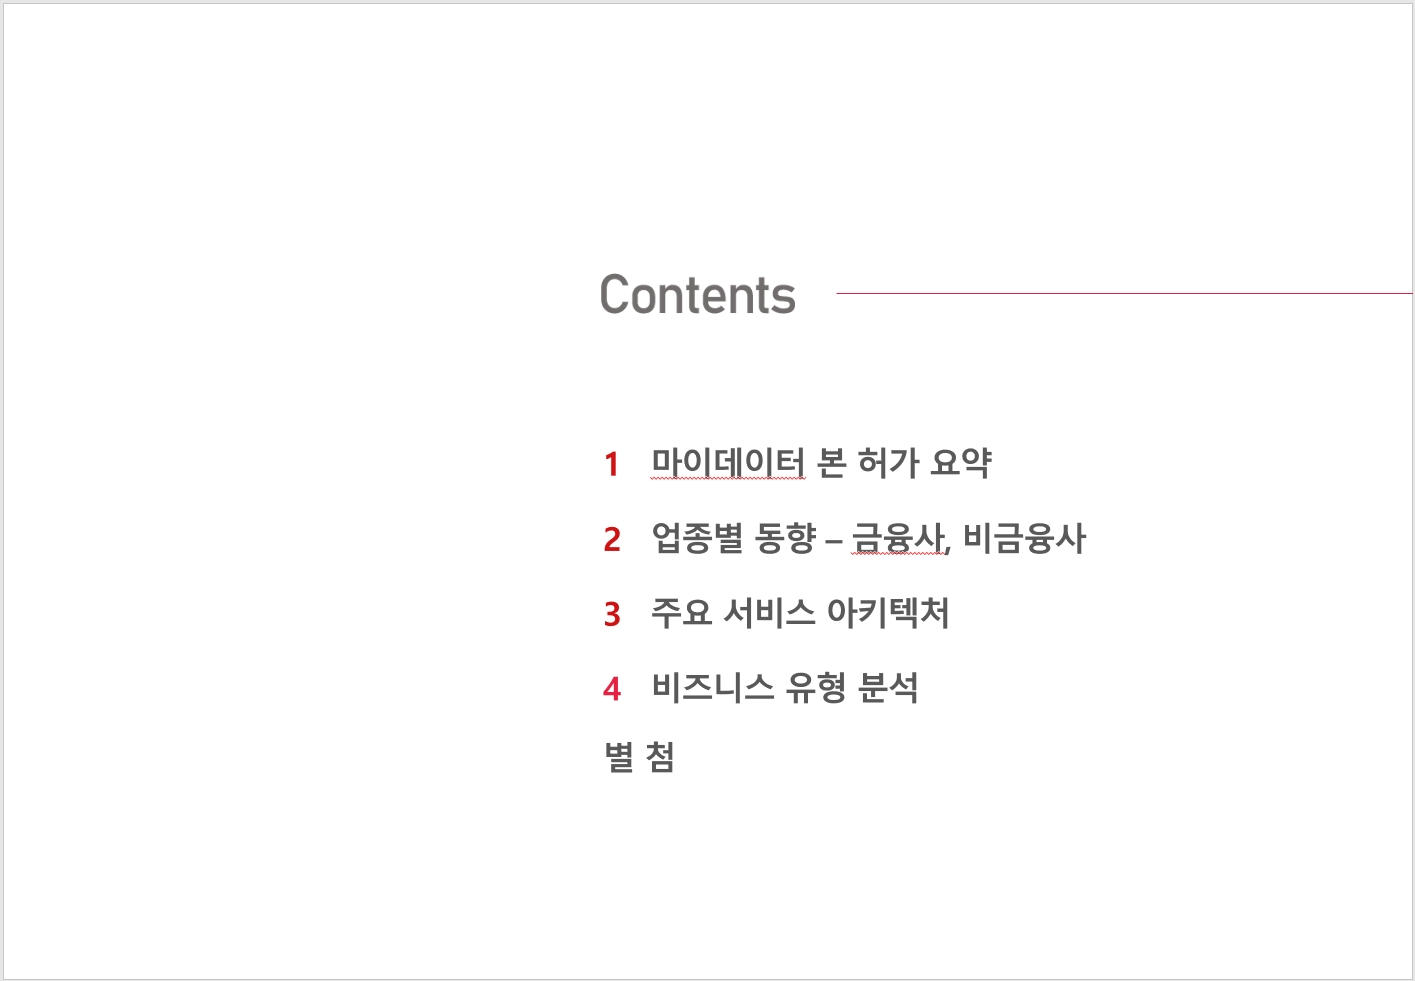 Contents
1 마이데이터 본 허가 요약
2 업종별 동향 – 금융사, 비금융사
3 주요 서비스 아키텍처
4 비즈니스 유형 분석
별 첨